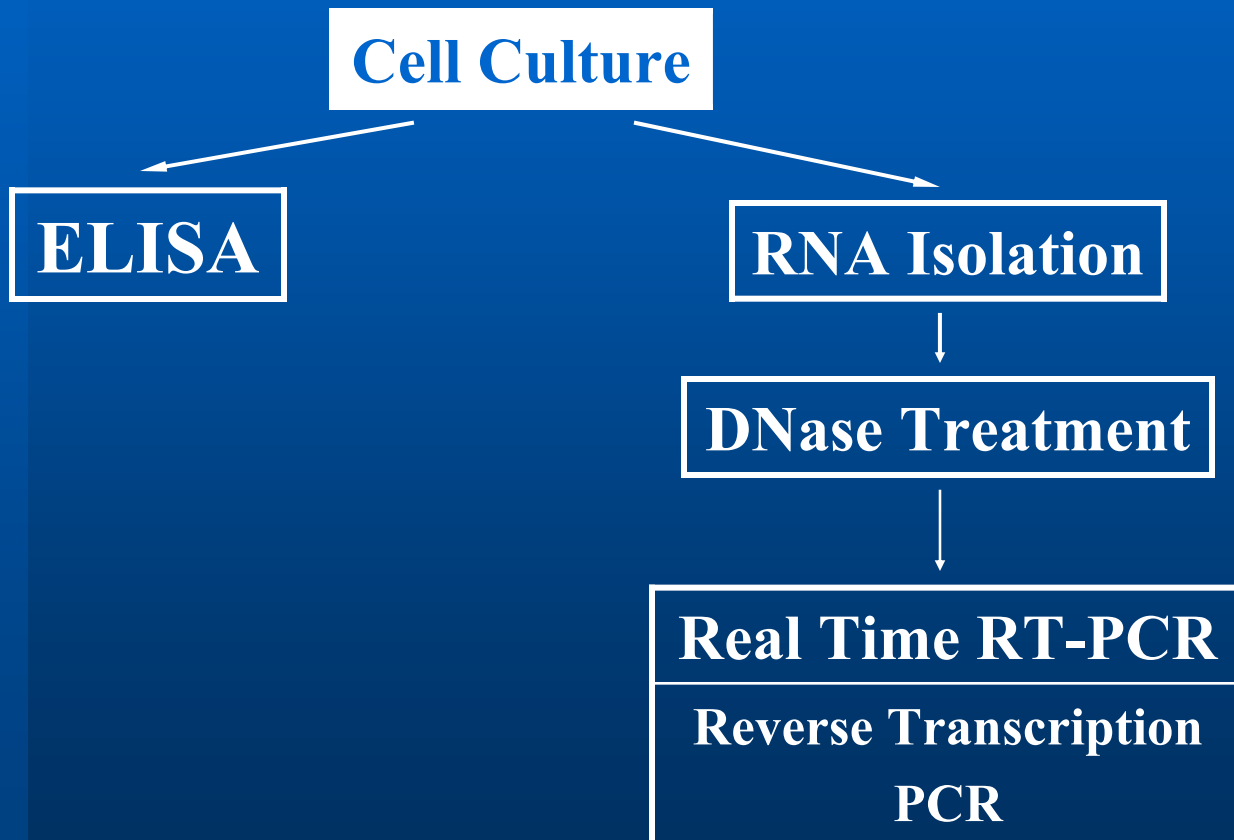 Cell Culture
ELISA
RNA Isolation
DNase Treatment
Real Time RT-PCR
Reverse Transcription
PCR